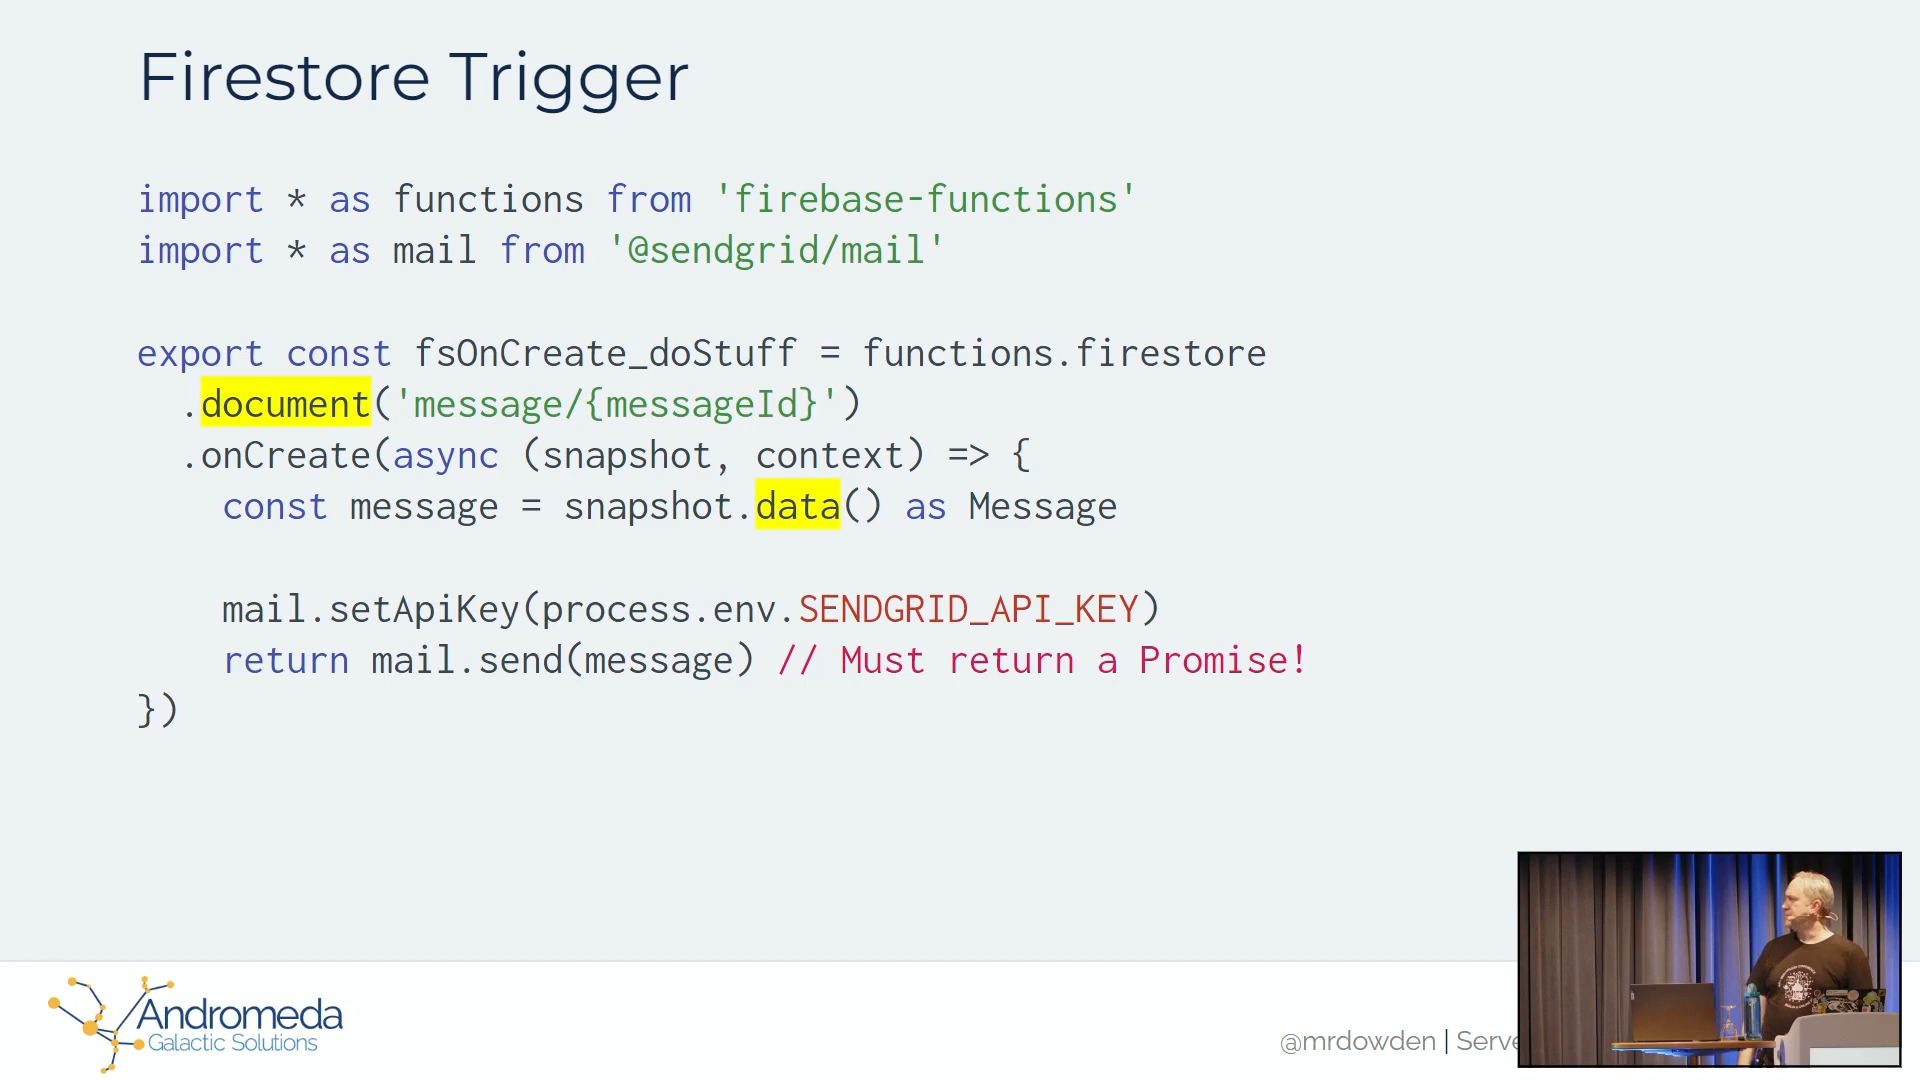 Firestore Trigger
import * as functions from 'firebase-functions'
import * as mail from '@sendgrid/mail'
export const fsOnCreate_doStuff = functions.firestore
.document('message/{messageId}')
.onCreate(async (snapshot, context) => {
const message = snapshot.data() as Message
mail.setApiKey(process.env.SENDGRID_API_KEY)
return mail.send(message) // Must return a Promise!
})
Andromeda
Galactic Solutions
@mrdowden |